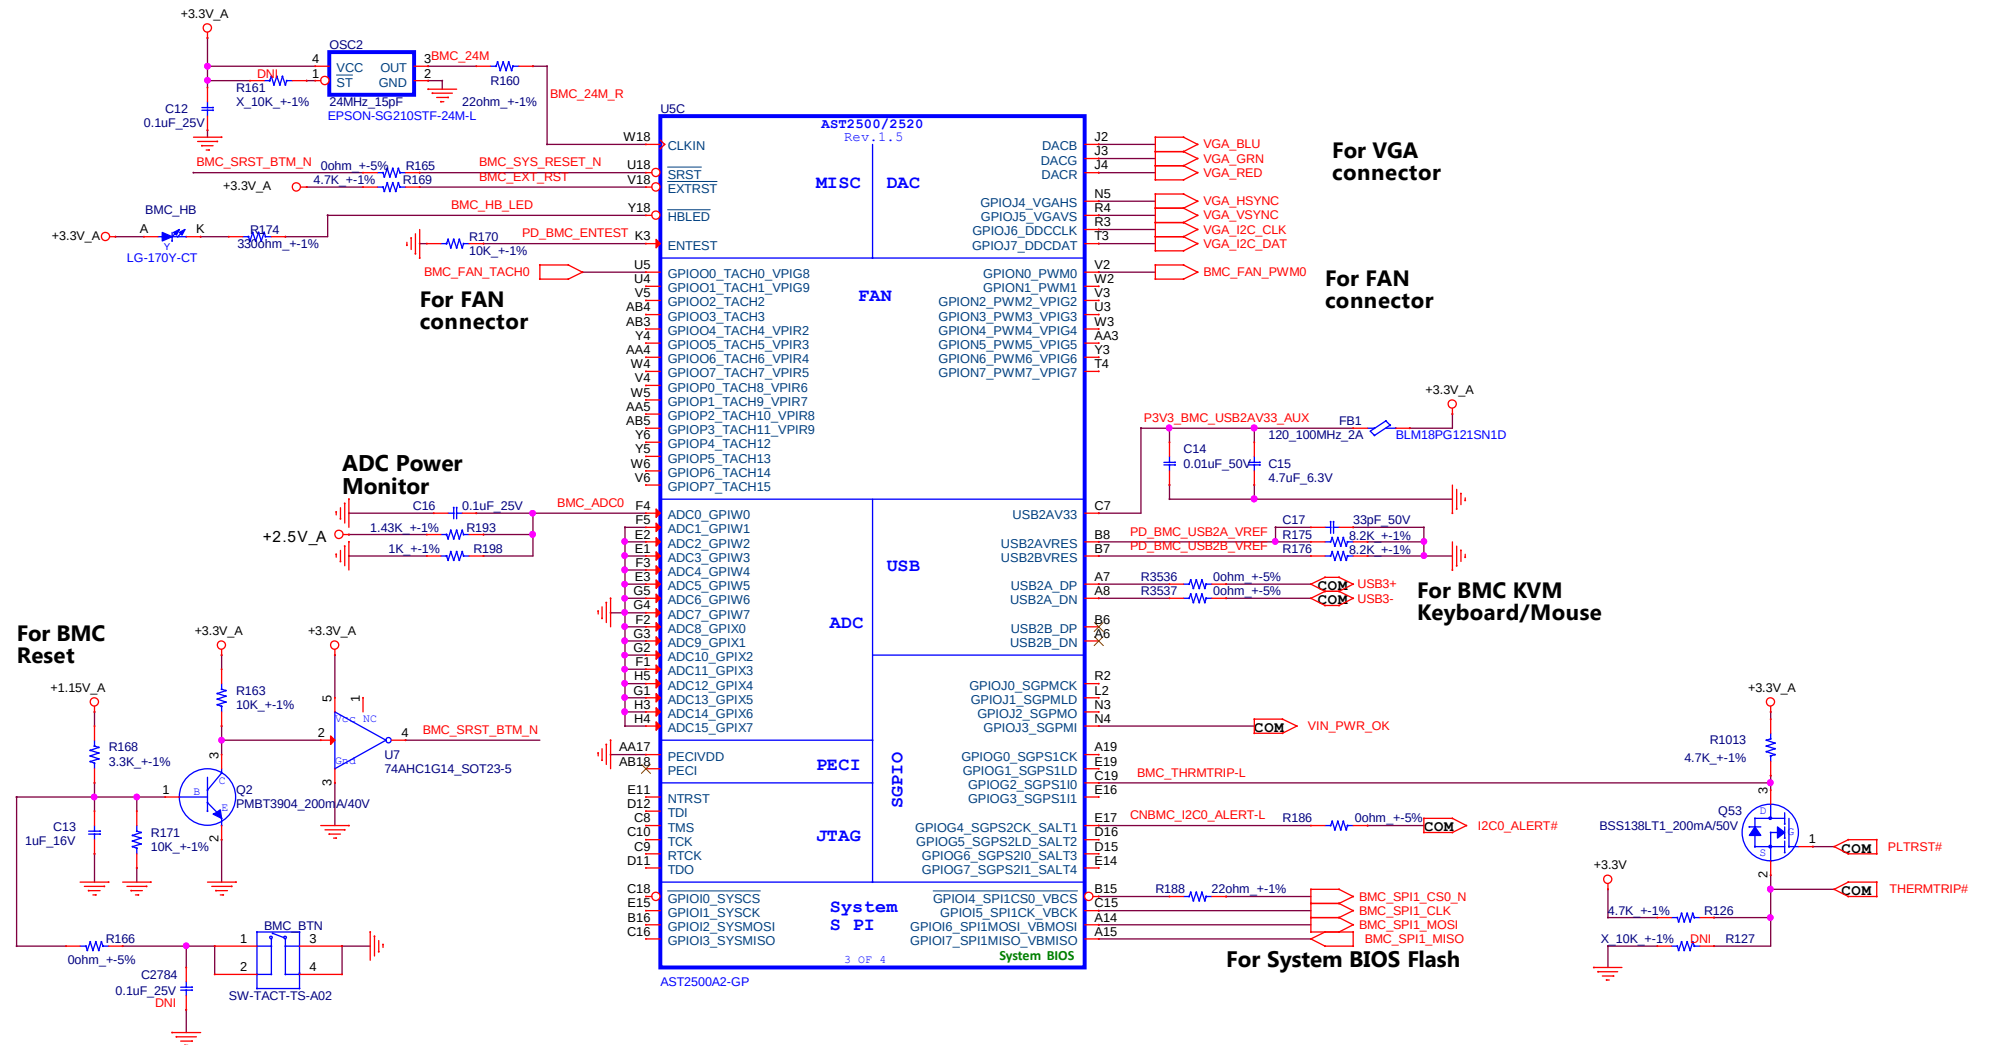 +3.3V_A
OSC2
4
1
VCC
ST
OUT
GND
3
2
BMC_24M
DNI
R161
X_10K_+-1%
C12
0.1uF_25V
24MHz_15pF
EPSON-SG210STF-24M-L
R160
22ohm_+-1%
BMC_24M_R
BMC_SRST_BTM_N
0ohm_+-5%
R165
BMC_SYS_RESET_N
+3.3V_A
4.7K_+-1%
R169
BMC_EXT_RST
BMC_HB
BMC_HB_LED
+3.3V_A
A
K
Y
R174
330ohm_+-1%
LG-170Y-CT
R170
10K_+-1%
PD_BMC_ENTEST
BMC_FAN_TACH0
For FAN
connector
U5C
AST2500/2520
Rev.1.5
MISC
DAC
W18 CLKIN
U18 SRST
V18 EXTRST
Y18 HBLED
K3 ENTEST
DACB J2 VGA_BLU
DACG J3 VGA_GRN
DACR J4 VGA_RED
GPIOJ4_VGAHS N5 VGA_HSYNC
GPIOJ5_VGAVS R4 VGA_VSYNC
GPIOJ6_DDCCLK R3 VGA_I2C_CLK
GPIOJ7_DDCDAT T3 VGA_I2C_DAT
For VGA
connector
FAN
U5 GPIOO0_TACH0_VPIG8
U4 GPIOO1_TACH1_VPIG9
V5 GPIOO2_TACH2
AB4 GPIOO3_TACH3
AB3 GPIOO4_TACH4_VPIR2
Y4 GPIOO5_TACH5_VPIR3
AA4 GPIOO6_TACH6_VPIR4
W4 GPIOO7_TACH7_VPIR5
V4 GPIOP0_TACH8_VPIR6
W5 GPIOP1_TACH9_VPIR7
AA5 GPIOP2_TACH10_VPIR8
AB5 GPIOP3_TACH11_VPIR9
Y6 GPIOP4_TACH12
Y5 GPIOP5_TACH13
W6 GPIOP6_TACH14
V6 GPIOP7_TACH15
GPION0_PWM0 V2 BMC_FAN_PWM0
GPION1_PWM1 W2
GPION2_PWM2_VPIG2 V3
GPION3_PWM3_VPIG3 U3
GPION4_PWM4_VPIG4 W3
GPION5_PWM5_VPIG5 AA3
GPION6_PWM6_VPIG6 Y3
GPION7_PWM7_VPIG7 T4
For FAN
connector
ADC Power
Monitor
C16
0.1uF_25V
BMC_ADC0
+2.5V_A
1.43K_+-1%
R193
1K_+-1%
R198
ADC
F4 ADC0_GPIW0
F5 ADC1_GPIW1
E2 ADC2_GPIW2
E1 ADC3_GPIW3
F3 ADC4_GPIW4
E3 ADC5_GPIW5
G5 ADC6_GPIW6
G4 ADC7_GPIW7
F2 ADC8_GPIX0
G3 ADC9_GPIX1
G2 ADC10_GPIX2
F1 ADC11_GPIX3
H5 ADC12_GPIX4
G1 ADC13_GPIX5
H3 ADC14_GPIX6
H4 ADC15_GPIX7
USB
USB2AV33 C7
USB2AVRES B8
USB2BVRES B7
USB2A_DP A7
USB2A_DN A8
USB2B_DP B6
USB2B_DN A6
+3.3V_A
P3V3_BMC_USB2AV33_AUX
FB1
120_100MHz_2A
BLM18PG121SN1D
C14
0.01uF_50V
C15
4.7uF_6.3V
C17
33pF_50V
PD_BMC_USB2A_VREF
R175
8.2K_+-1%
PD_BMC_USB2B_VREF
R176
8.2K_+-1%
R3536
0ohm_+-5%
COM
USB3+
R3537
0ohm_+-5%
COM
USB3-
For BMC KVM
Keyboard/Mouse
PECI
AA17 PECIVDD
AB18 PECI
JTAG
E11 NTRST
D12 TDI
C8 TMS
C10 TCK
C9 RTCK
D11 TDO
SGPIO
GPIOJ0_SGPMCK R2
GPIOJ1_SGPMLD L2
GPIOJ2_SGPMO N3
GPIOJ3_SGPMI N4
COM
VIN_PWR_OK
GPIOG0_SGPS1CK A19
GPIOG1_SGPS1LD E19
GPIOG2_SGPS1I0 C19
GPIOG3_SGPS1I1 E16
BMC_THRMTRIP-L
GPIOG4_SGPS2CK_SALT1 E17
GPIOG5_SGPS2LD_SALT2 D16
GPIOG6_SGPS2I0_SALT3 D15
GPIOG7_SGPS2I1_SALT4 E14
CNBMC_I2C0_ALERT-L
R186
0ohm_+-5%
COM
I2C0_ALERT#
System
S PI
C18 GPIOI0_SYSCS
E15 GPIOI1_SYSCK
B16 GPIOI2_SYSMOSI
C16 GPIOI3_SYSMISO
GPIOI4_SPI1CS0_VBCS B15
GPIOI5_SPI1CK_VBCK C15
GPIOI6_SPI1MOSI_VBMOSI A14
GPIOI7_SPI1MISO_VBMISO A15
R188
22ohm_+-1%
BMC_SPI1_CS0_N
BMC_SPI1_CLK
BMC_SPI1_MOSI
BMC_SPI1_MISO
3 OF 4
System BIOS
AST2500A2-GP
For System BIOS Flash
For BMC
Reset
+1.15V_A
+3.3V_A
+3.3V_A
R163
10K_+-1%
R168
3.3K_+-1%
5
1
Vcc NC
2
4
Gnd
3
BMC_SRST_BTM_N
U7
74AHC1G14_SOT23-5
3
C
1
B
E
2
Q2
PMBT3904_200mA/40V
C13
1uF_16V
R171
10K_+-1%
R166
0ohm_+-5%
BMC_BTN
1
3
2
4
C2784
0.1uF_25V
DNI
SW-TACT-TS-A02
+3.3V_A
R1013
4.7K_+-1%
3
Q53
BSS138LT1_200mA/50V
D
G
S
1
2
COM
PLTRST#
+3.3V
COM
THERMTRIP#
4.7K_+-1%
R126
X_10K_+-1%
DNI
R127